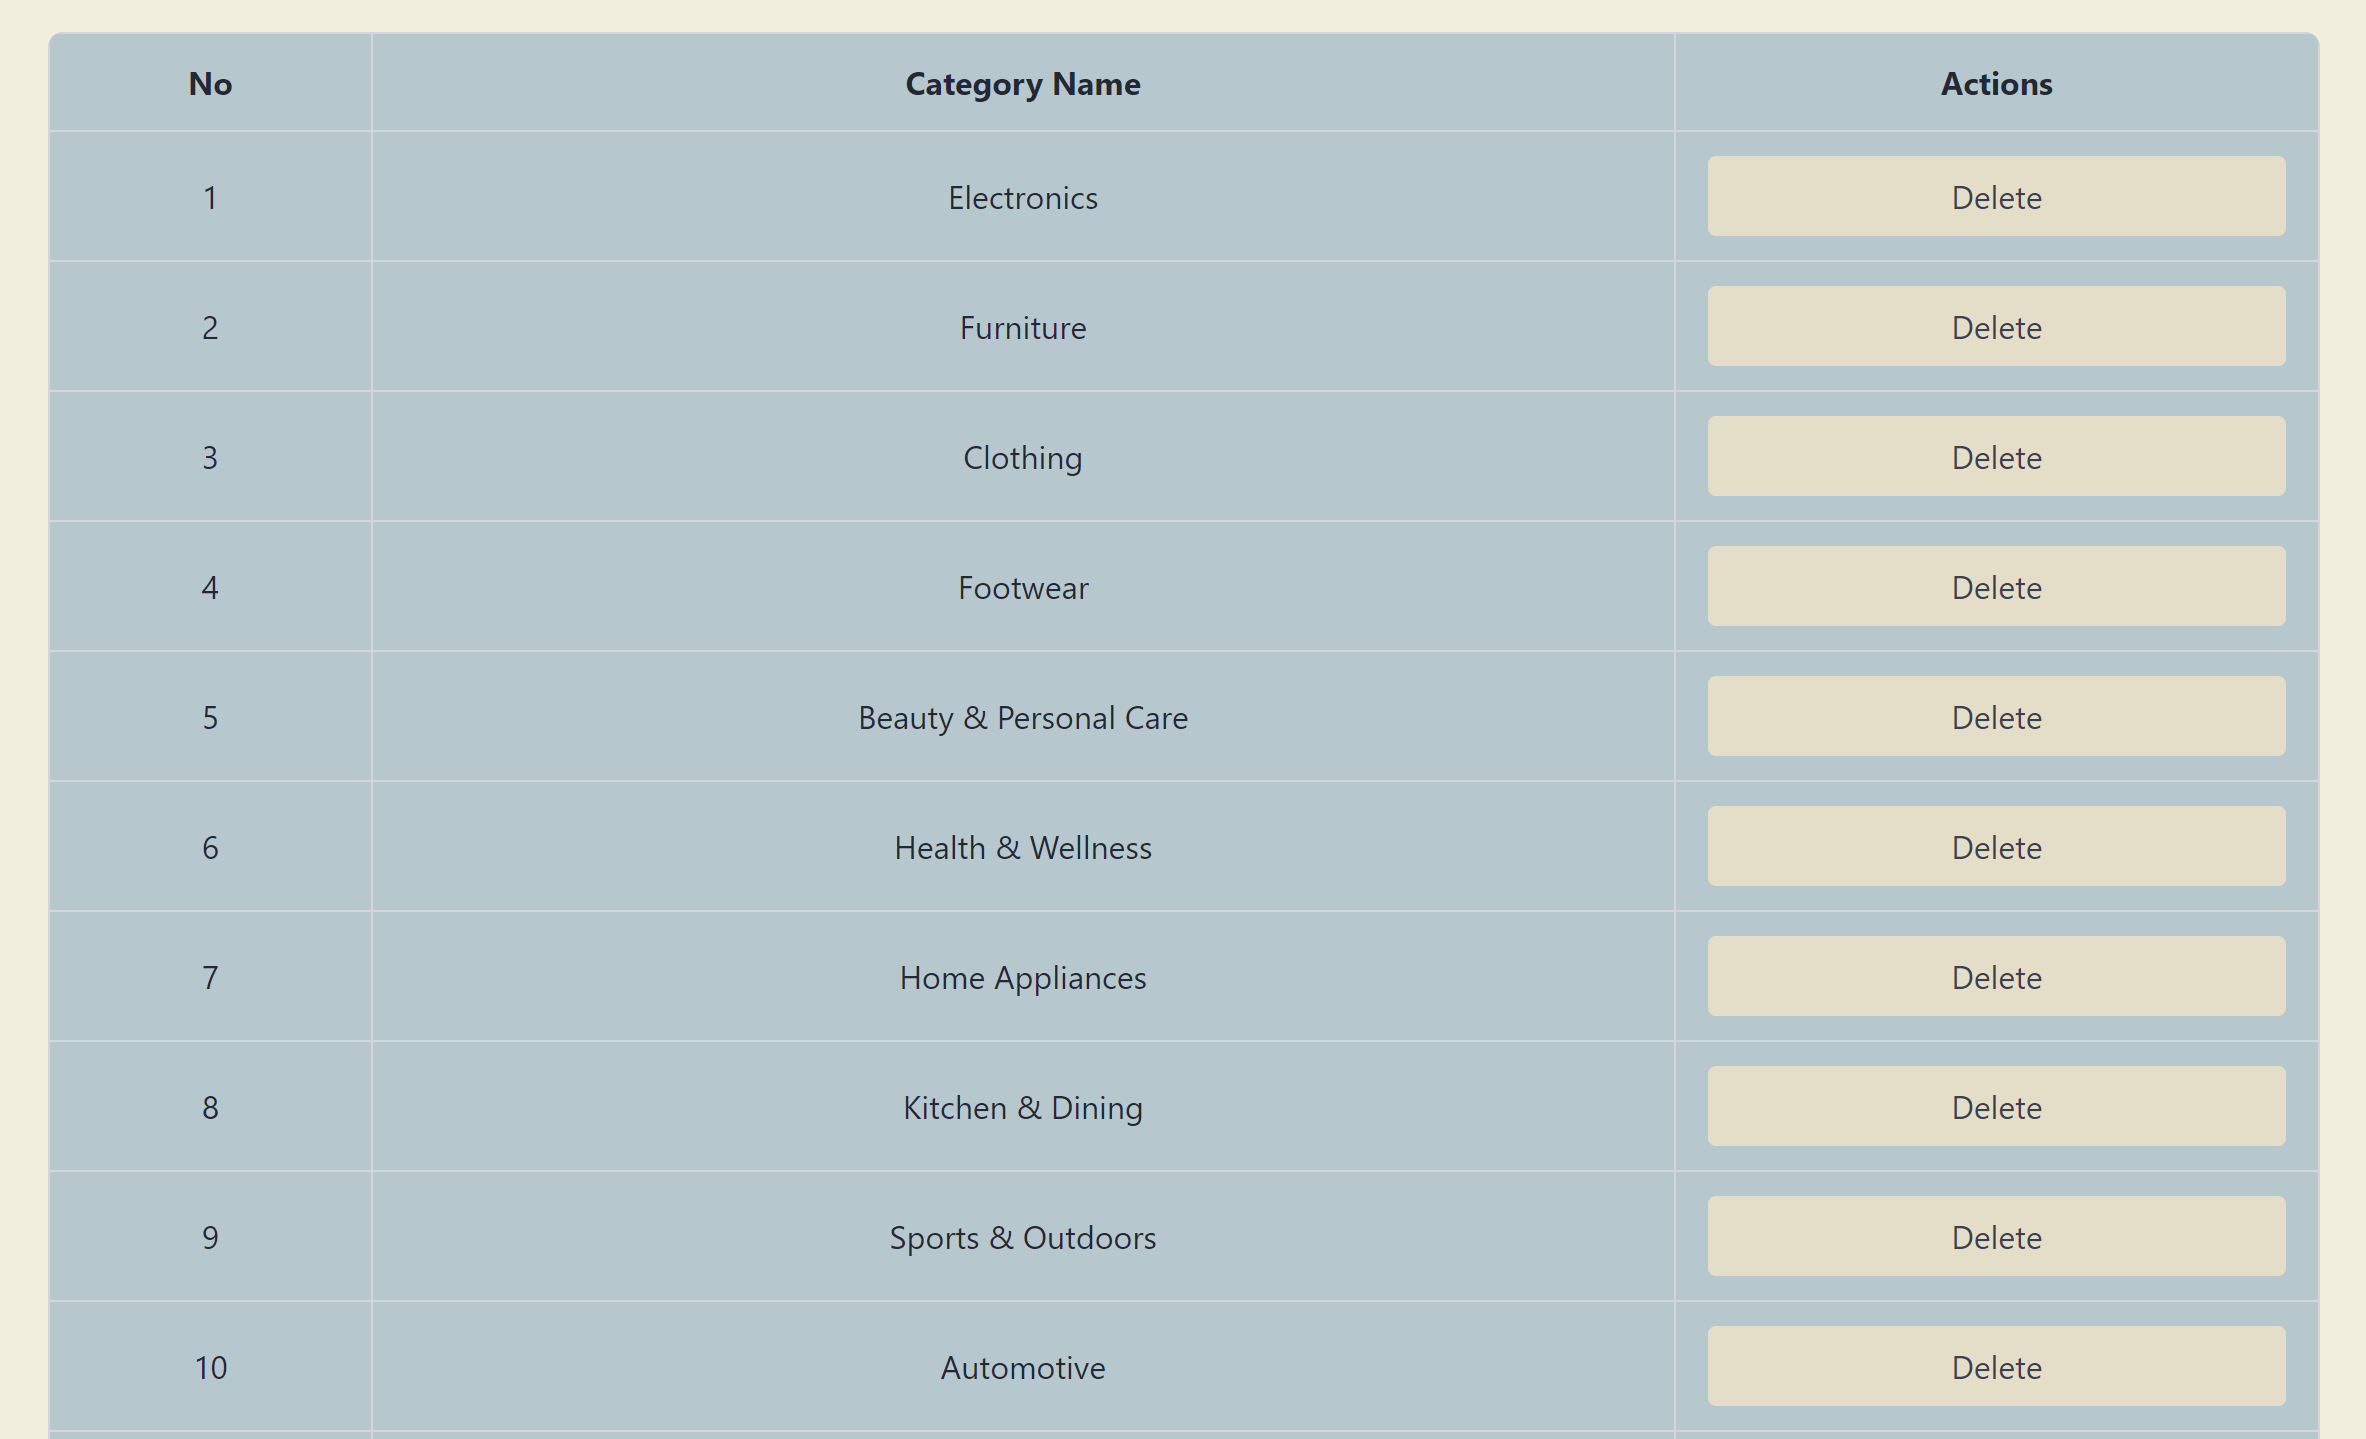 No Category Name Actions
1 Electronics Delete
2 Furniture Delete
3 Clothing Delete
4 Footwear Delete
5 Beauty & Personal Care Delete
6 Health & Wellness Delete
7 Home Appliances Delete
8 Kitchen & Dining Delete
9 Sports & Outdoors Delete
10 Automotive Delete